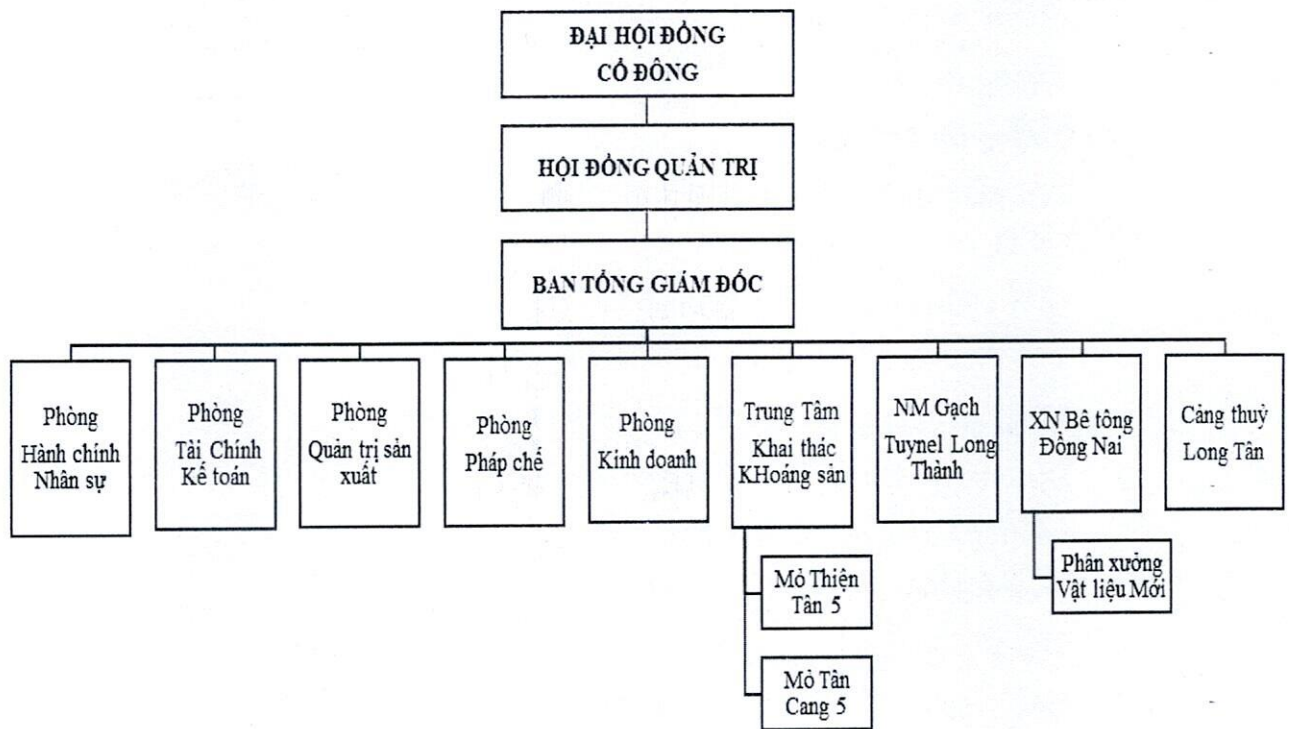 ĐẠI HỘI ĐỒNG
CỔ ĐÔNG
HỘI ĐỒNG QUẢN TRỊ
BAN TỔNG GIÁM ĐỐC
Phòng
Hành chính
Nhân sự
Phòng
Tài Chính
Kế toán
Phòng
Quản trị sản
xuất
Phòng
Pháp chế
Phòng
Kinh doanh
Trung Tâm
Khai thác
KHoáng sản
NM Gạch
Tuynel Long
Thành
XN Bê tông
Đồng Nai
Cảng thuỷ
Long Tân
Mỏ Thiện
Tân 5
Mỏ Tân
Cang 5
Phân xưởng
Vật liệu Mới